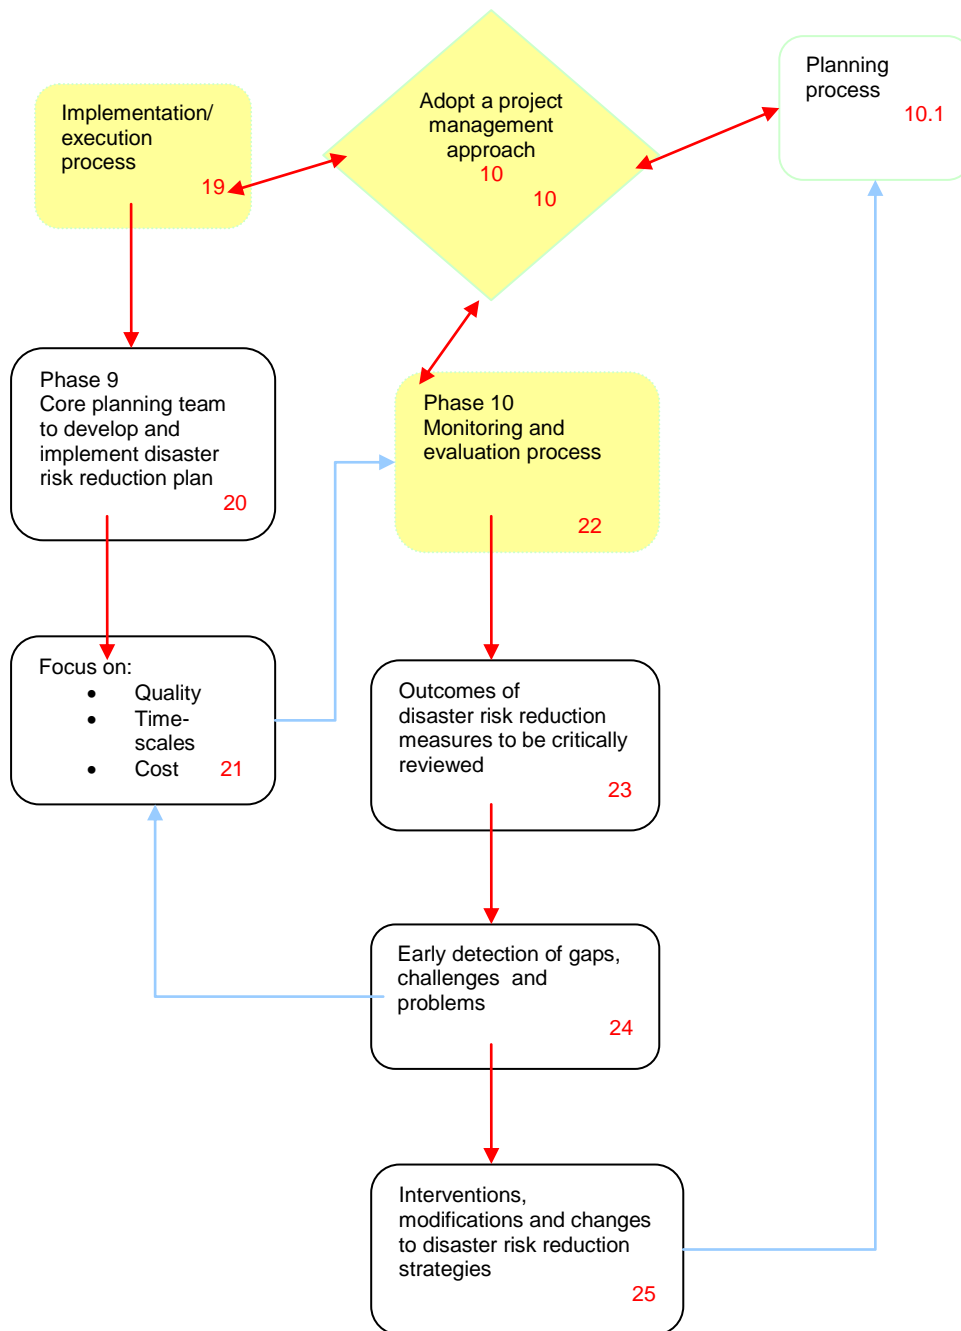 Adopt a project
management
approach
10
10
Planning
process
10.1
Implementation/
execution
process
19
Phase 9
Core planning team
to develop and
implement disaster
risk reduction plan
20
Phase 10
Monitoring and
evaluation process
22
Focus on:
• Quality
• Time-
scales
• Cost 21
Outcomes of
disaster risk reduction
measures to be critically
reviewed
23
Early detection of gaps,
challenges and
problems
24
Interventions,
modifications and changes
to disaster risk reduction
strategies
25